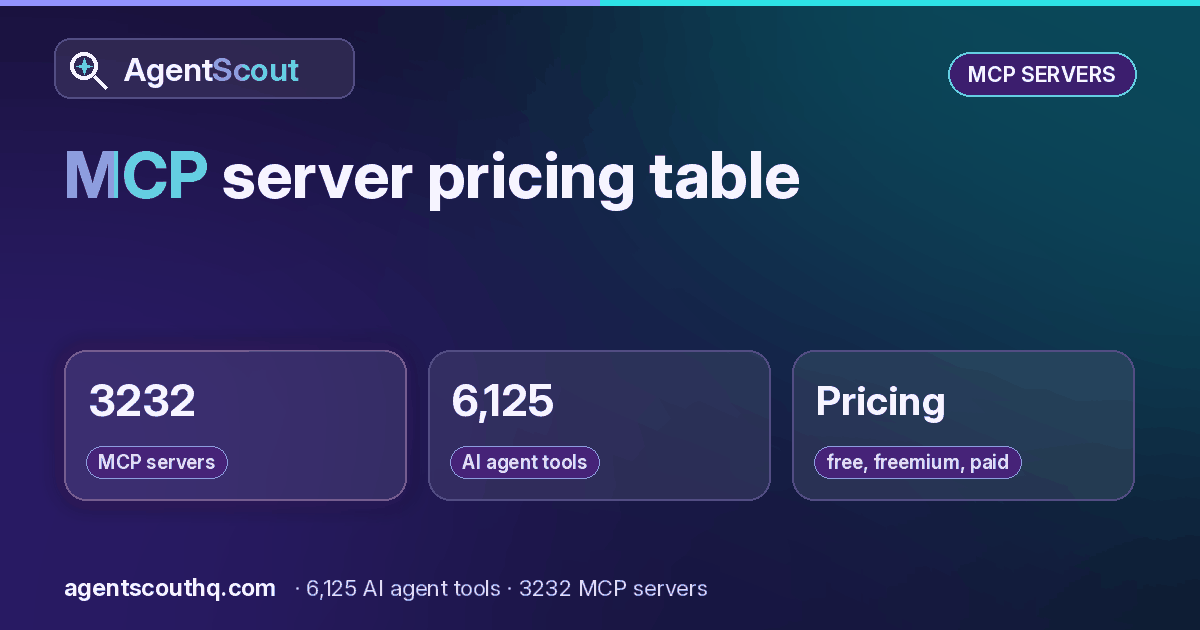 AgentScout
MCP SERVERS
MCP server pricing table
3232
MCP servers
6,125
AI agent tools
Pricing
free, freemium, paid
agentscouthq.com · 6,125 AI agent tools · 3232 MCP servers